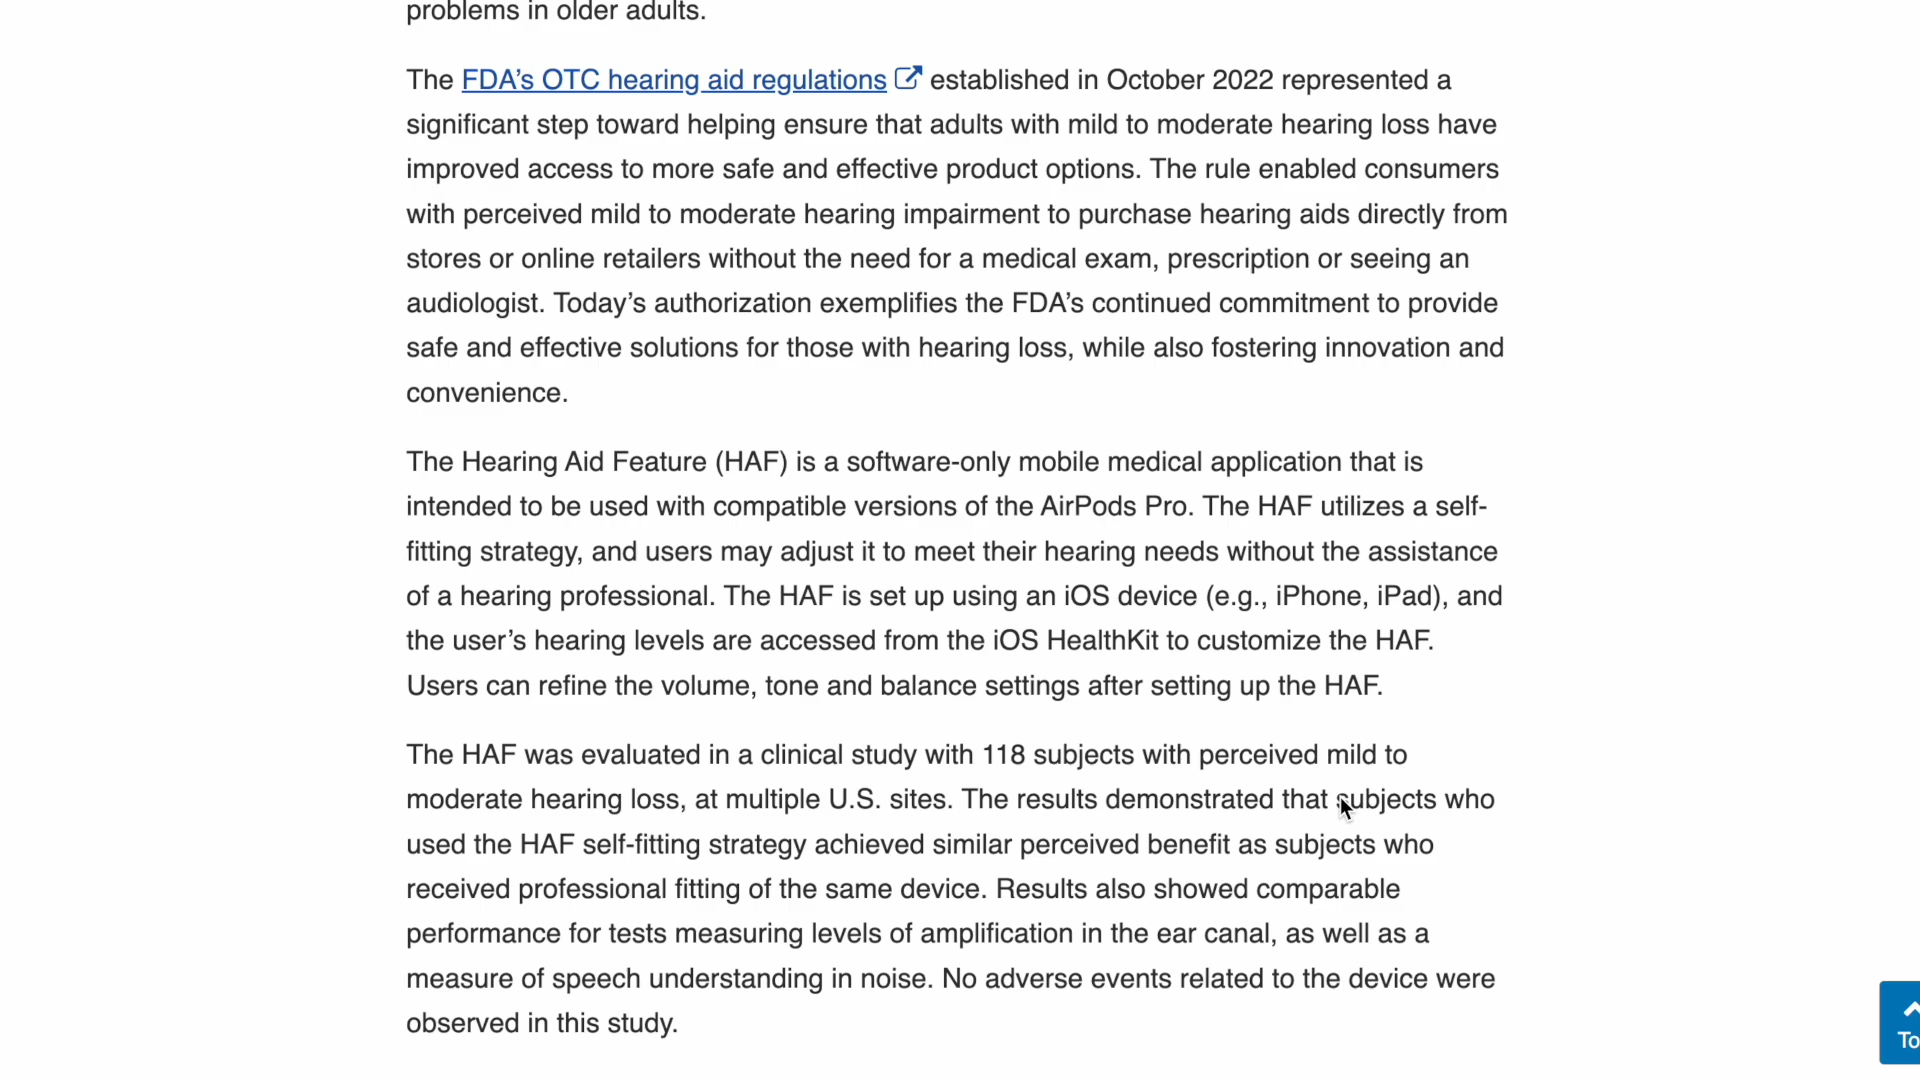 problems in older adults.
The FDA’s OTC hearing aid regulations established in October 2022 represented a
significant step toward helping ensure that adults with mild to moderate hearing loss have
improved access to more safe and effective product options. The rule enabled consumers
with perceived mild to moderate hearing impairment to purchase hearing aids directly from
stores or online retailers without the need for a medical exam, prescription or seeing an
audiologist. Today’s authorization exemplifies the FDA’s continued commitment to provide
safe and effective solutions for those with hearing loss, while also fostering innovation and
convenience.
The Hearing Aid Feature (HAF) is a software-only mobile medical application that is
intended to be used with compatible versions of the AirPods Pro. The HAF utilizes a self-
fitting strategy, and users may adjust it to meet their hearing needs without the assistance
of a hearing professional. The HAF is set up using an iOS device (e.g., iPhone, iPad), and
the user’s hearing levels are accessed from the iOS HealthKit to customize the HAF.
Users can refine the volume, tone and balance settings after setting up the HAF.
The HAF was evaluated in a clinical study with 118 subjects with perceived mild to
moderate hearing loss, at multiple U.S. sites. The results demonstrated that subjects who
used the HAF self-fitting strategy achieved similar perceived benefit as subjects who
received professional fitting of the same device. Results also showed comparable
performance for tests measuring levels of amplification in the ear canal, as well as a
measure of speech understanding in noise. No adverse events related to the device were
observed in this study.
To